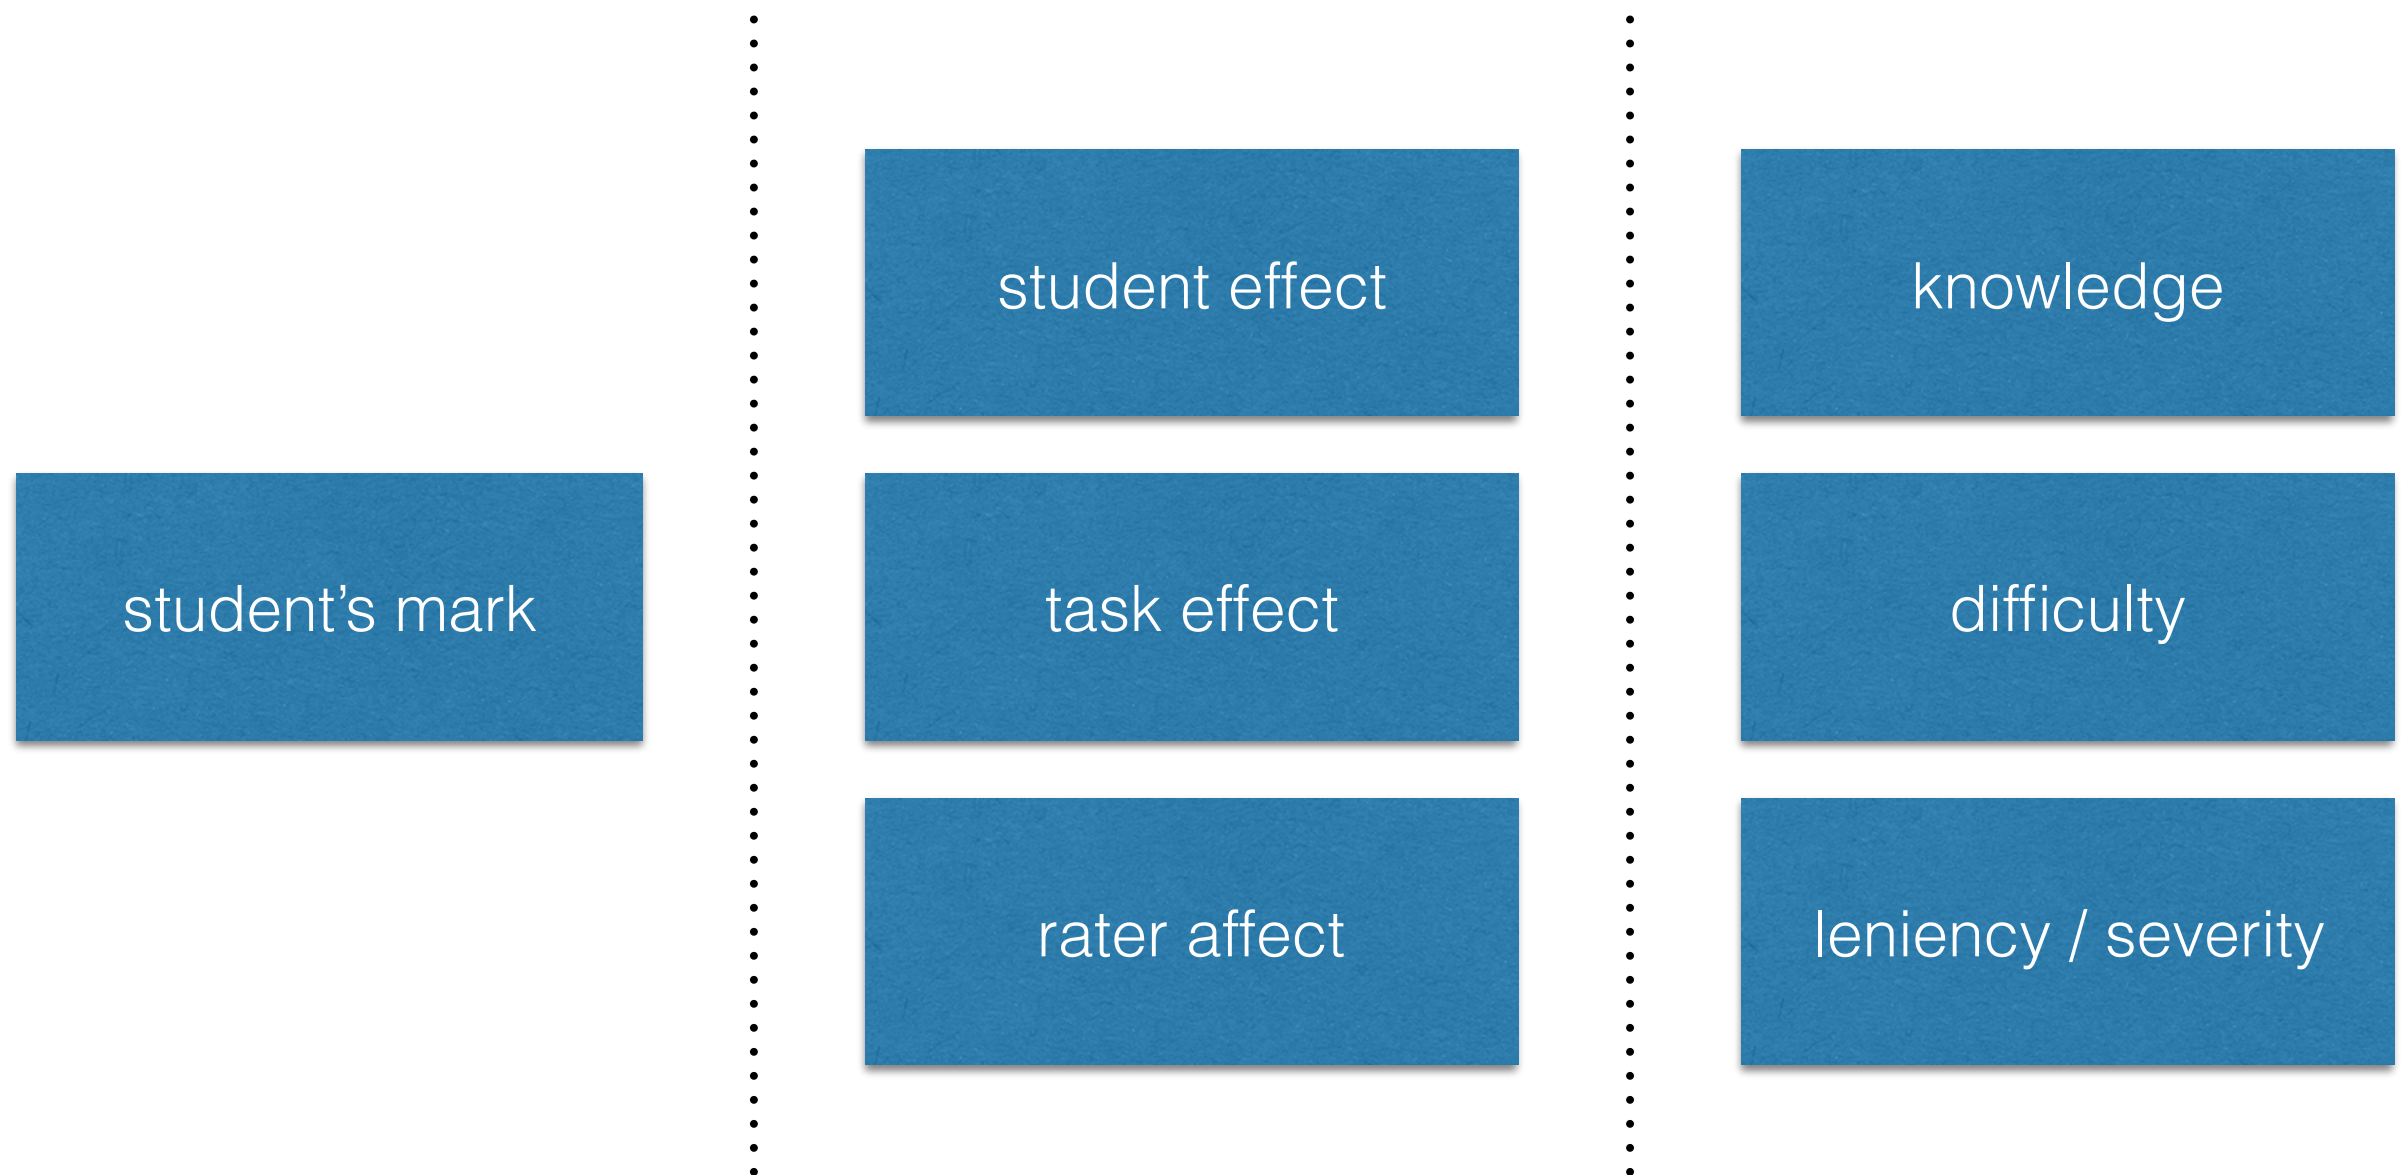 student effect
knowledge
student’s mark
task effect
difficulty
rater affect
leniency / severity